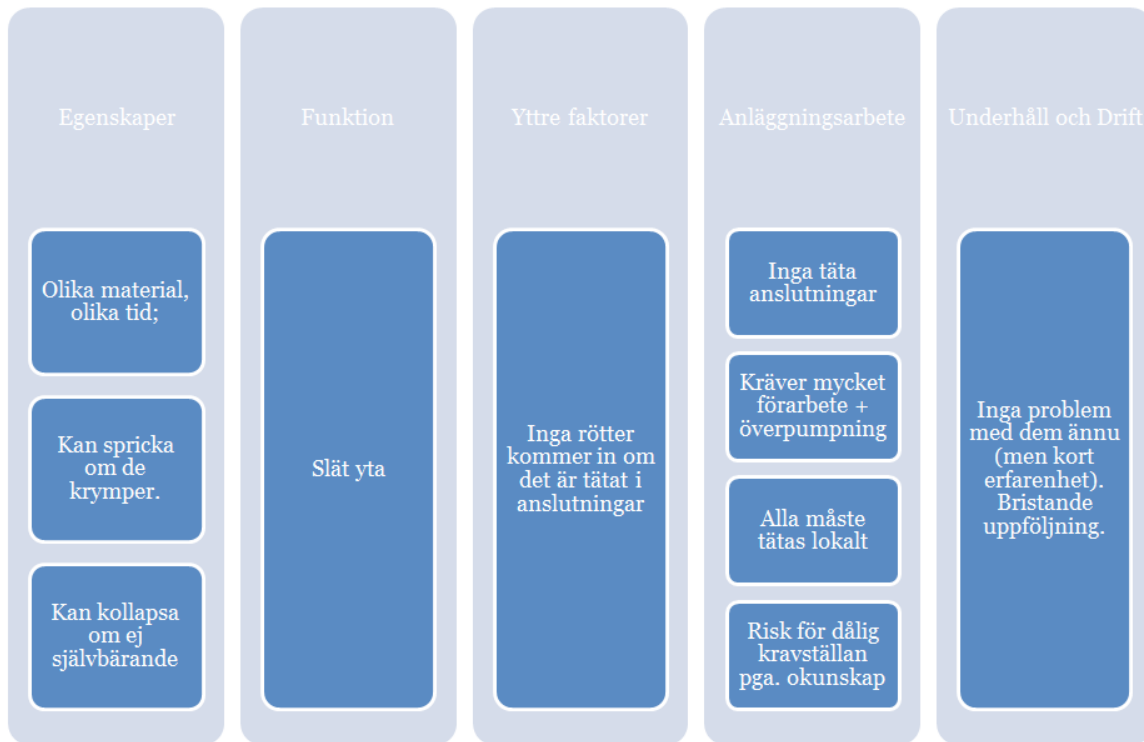 Egenskaper
Olika material,
olika tid;
Kan spricka
om de
krymper.
Kan kollapsa
om ej
självbärande
Funktion
Slät yta
Yttre faktorer
Inga rötter
kommer in om
det är tätat i
anslutningar
Anläggningsarbete
Inga täta
anslutningar
Kräver mycket
förarbete +
överpumpning
Alla måste
tätas lokalt
Risk för dålig
kravställan
pga. okunskap
Underhåll och Drift
Inga problem
med dem ännu
(men kort
erfarenhet).
Bristande
uppföljning.